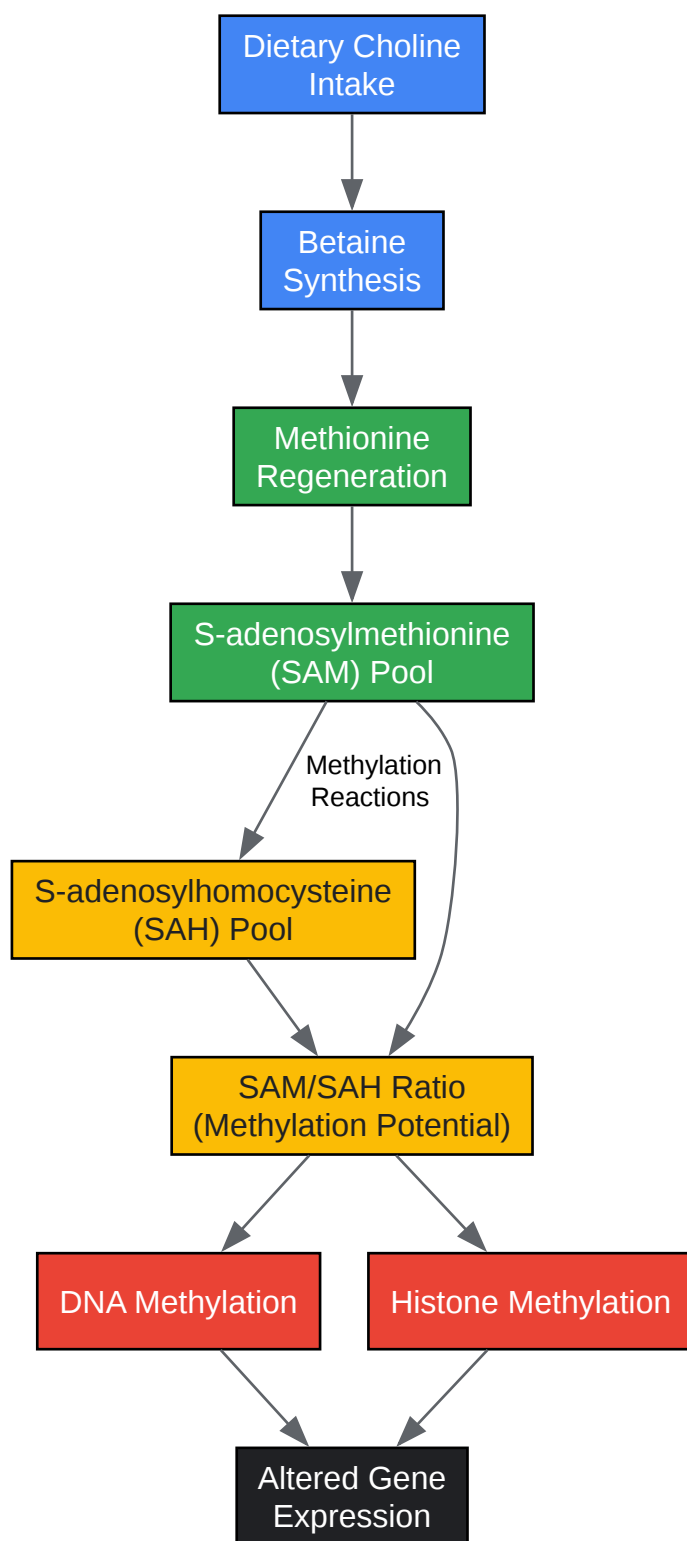 Dietary Choline
Intake
Betaine
Synthesis
Methionine
Regeneration
S-adenosylmethionine
(SAM) Pool
Methylation
Reactions
S-adenosylhomocysteine
(SAH) Pool
SAM/SAH Ratio
(Methylation Potential)
DNA Methylation
Histone Methylation
Altered Gene
Expression